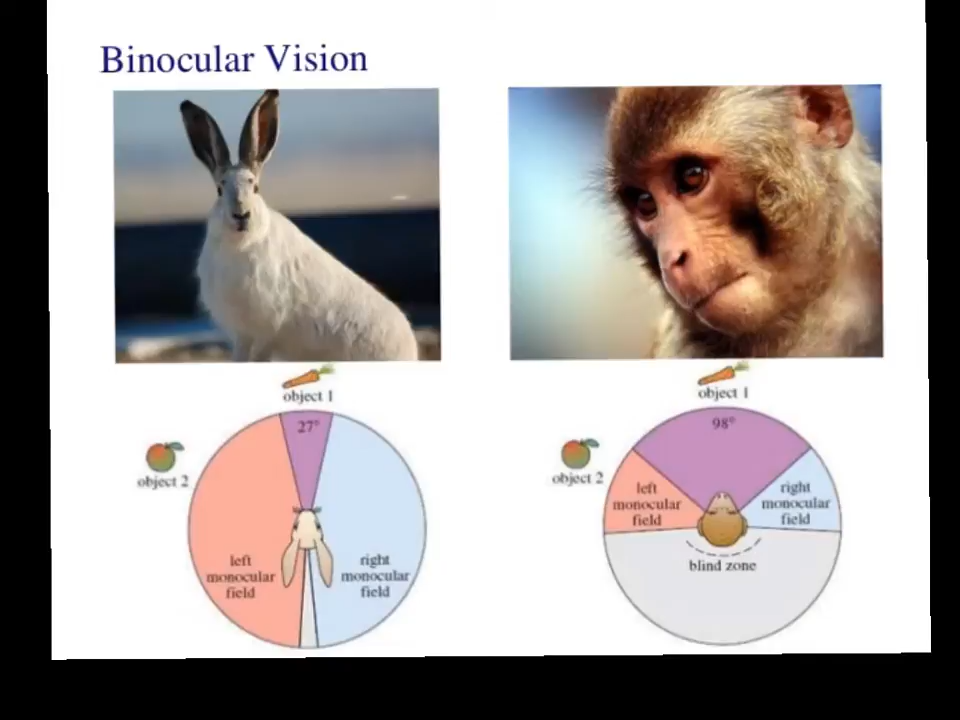 Binocular Vision
object 1
27°
object 2
left
monocular
field
right
monocular
field
object 1
98°
object 2
left
monocular
field
right
monocular
field
blind zone